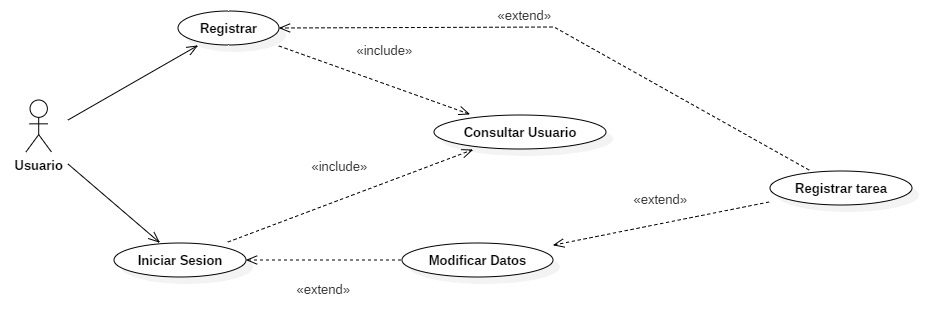 «extend»
Registrar
«include»
Consultar Usuario
Usuario
«include»
Registrar tarea
«extend»
Iniciar Sesion
Modificar Datos
«extend»